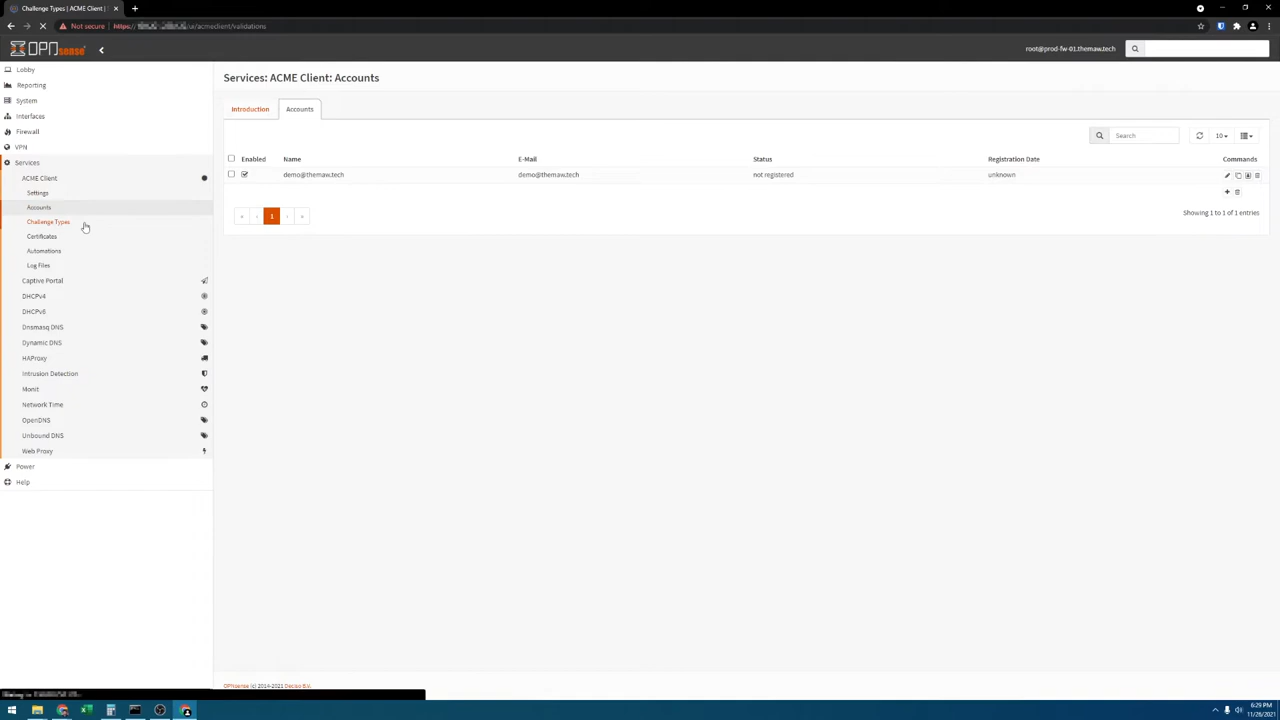 Challenge Types | ACME Client |
Not secure
https://
/ui/acmeclient/validations
OPNsense
root@prod-fw-01.themaw.tech
Lobby
Reporting
System
Interfaces
Firewall
VPN
Services
ACME Client
Settings
Accounts
Challenge Types
Certificates
Automations
Log Files
Captive Portal
DHCPv4
DHCPv6
Dnsmasq DNS
Dynamic DNS
HAProxy
Intrusion Detection
Monit
Network Time
OpenDNS
Unbound DNS
Web Proxy
Power
Help
Services: ACME Client: Accounts
Introduction
Accounts
Search
10
Enabled Name E-Mail Status Registration Date Commands
demo@themaw.tech demo@themaw.tech not registered unknown
« ‹ 1 › »
Showing 1 to 1 of 1 entries
OPNsense (c) 2014-2021 Deciso B.V.
6:29 PM
11/26/2021